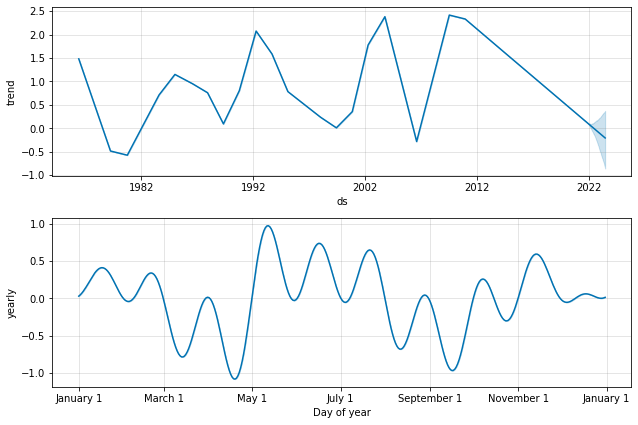 2.5
2.0
1.5
1.0
0.5
0.0
−0.5
−1.0
trend
1982 1992 2002 2012 2022
ds
1.0
0.5
0.0
−0.5
−1.0
yearly
January 1 March 1 May 1 July 1 September 1 November 1 January 1
Day of year